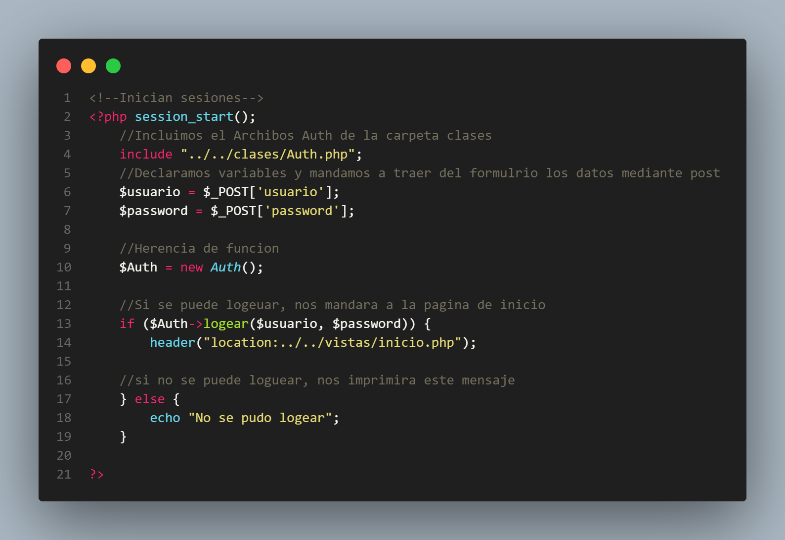 1 <!--Inician sesiones-->
2 <?php session_start();
3     //Incluimos el Archibos Auth de la carpeta clases
4     include "../../clases/Auth.php";
5     //Declaramos variables y mandamos a traer del formulrio los datos mediante post
6     $usuario = $_POST['usuario'];
7     $password = $_POST['password'];
8
9     //Herencia de funcion
10     $Auth = new Auth();
11
12     //Si se puede logeuar, nos mandara a la pagina de inicio
13     if ($Auth->logear($usuario, $password)) {
14         header("location:../../vistas/inicio.php");
15
16     //si no se puede loguear, nos imprimira este mensaje
17     } else {
18         echo "No se pudo logear";
19     }
20
21 ?>